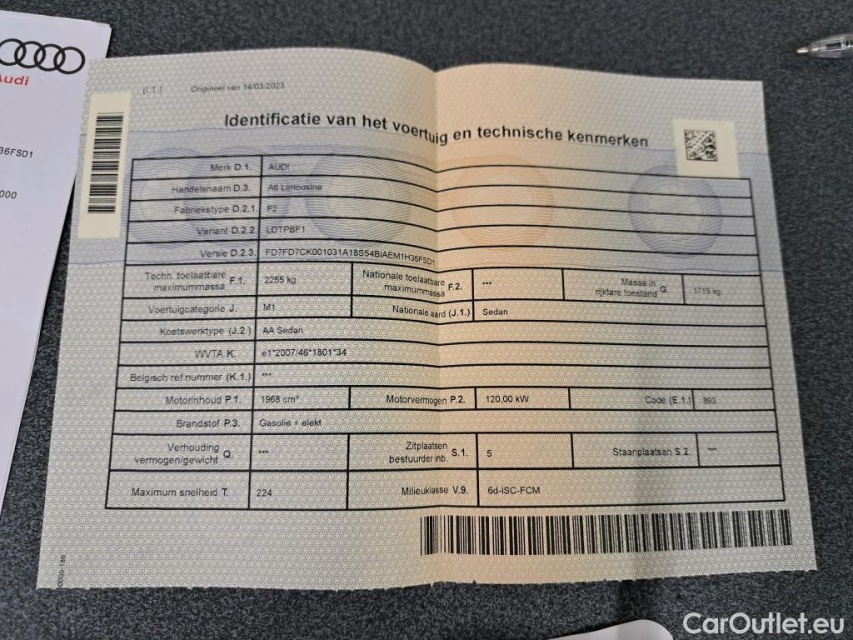 Audi
36FSD1
000
(I.1.) Origineel van 14/03/2023
Identificatie van het voertuig en technische kenmerken
Merk D.1. AUDI
Handelsnaam D.3. A6 Limousine
Fabriekstype D.2.1. F2
Variant D.2.2. LDTPBF1
Versie D.2.3. FD7FD7CK001031A18S54BIAEM1H36FSD1
Techn. toelaatbare maximummassa F.1. 2255 kg Nationale toelaatbare maximummassa F.2. *** Massa in rijklare toestand G. 1715 kg
Voertuigcategorie J. M1 Nationale aard (J.1.) Sedan
Koetswerktype (J.2.) AA Sedan
WVTA K. e1*2007/46*1801*34
Belgisch ref.nummer (K.1.) ***
Motorinhoud P.1. 1968 cm³ Motorvermogen P.2. 120,00 kW Code (E.1.) 893
Brandstof P.3. Gasolie + elekt
Verhouding vermogen/gewicht Q. *** Zitplaatsen bestuurder inb. S.1. 5 Staanplaatsen S.2. ***
Maximum snelheid T. 224 Milieuklasse V.9. 6d-ISC-FCM
CarOutlet.eu